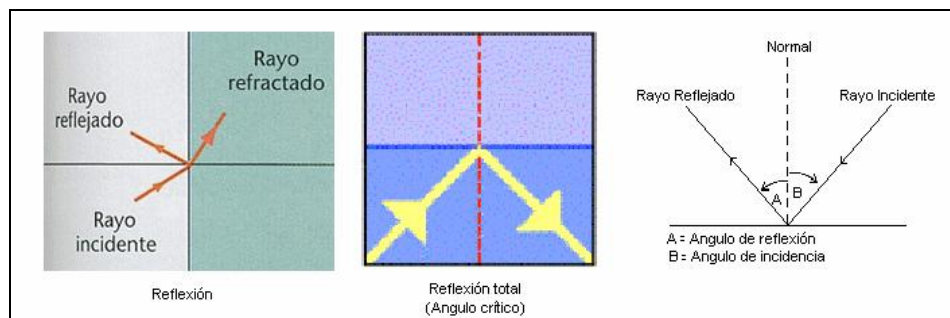 Rayo
refractado
Rayo
reflejado
Rayo
incidente
Reflexión
Reflexión total
(Angulo crítico)
Normal
Rayo Reflejado
Rayo Incidente
A
B
A = Angulo de reflexión
B = Angulo de incidencia